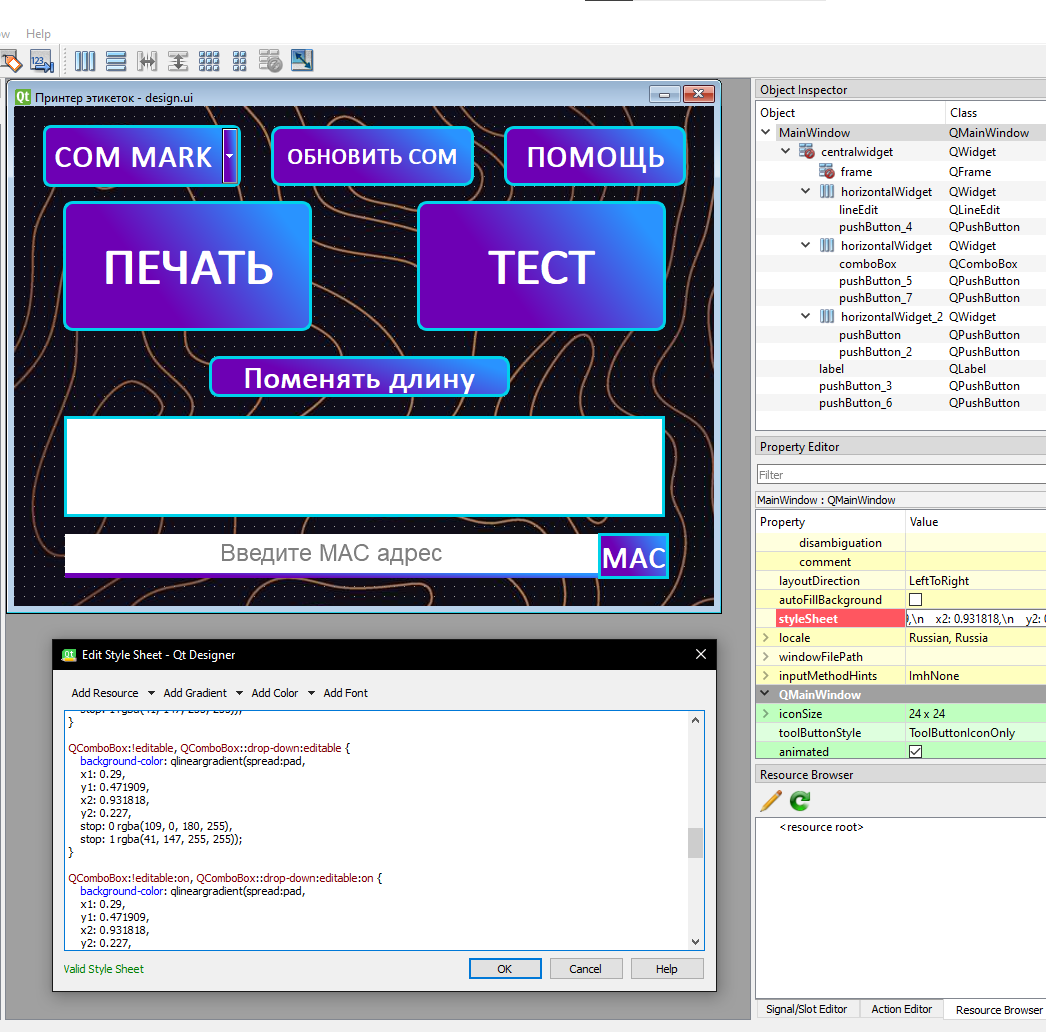 Help
Принтер этикеток - design.ui
COM MARK
ОБНОВИТЬ COM
ПОМОЩЬ
ПЕЧАТЬ
ТЕСТ
Поменять длину
Введите MAC адрес
MAC
Edit Style Sheet - Qt Designer
Add Resource
Add Gradient
Add Color
Add Font
stop: 1 rgba(41, 147, 255, 255));
}
QComboBox:!editable, QComboBox::drop-down:editable {
background-color: qlineargradient(spread:pad,
x1: 0.29,
y1: 0.471909,
x2: 0.931818,
y2: 0.227,
stop: 0 rgba(109, 0, 180, 255),
stop: 1 rgba(41, 147, 255, 255));
}
QComboBox:!editable:on, QComboBox::drop-down:editable:on {
background-color: qlineargradient(spread:pad,
x1: 0.29,
y1: 0.471909,
x2: 0.931818,
y2: 0.227,
Valid Style Sheet
OK
Cancel
Help
Object Inspector
Object Class
MainWindow QMainWindow
centralwidget QWidget
frame QFrame
horizontalWidget QWidget
lineEdit QLineEdit
pushButton_4 QPushButton
horizontalWidget QWidget
comboBox QComboBox
pushButton_5 QPushButton
pushButton_7 QPushButton
horizontalWidget_2 QWidget
pushButton QPushButton
pushButton_2 QPushButton
label QLabel
pushButton_3 QPushButton
pushButton_6 QPushButton
Property Editor
Filter
MainWindow : QMainWindow
Property Value
disambiguation
comment
layoutDirection LeftToRight
autoFillBackground
styleSheet ,\n x2: 0.931818,\n y2:
locale Russian, Russia
windowFilePath
inputMethodHints ImhNone
QMainWindow
iconSize 24 x 24
toolButtonStyle ToolButtonIconOnly
animated
Resource Browser
<resource root>
Signal/Slot Editor
Action Editor
Resource Browser